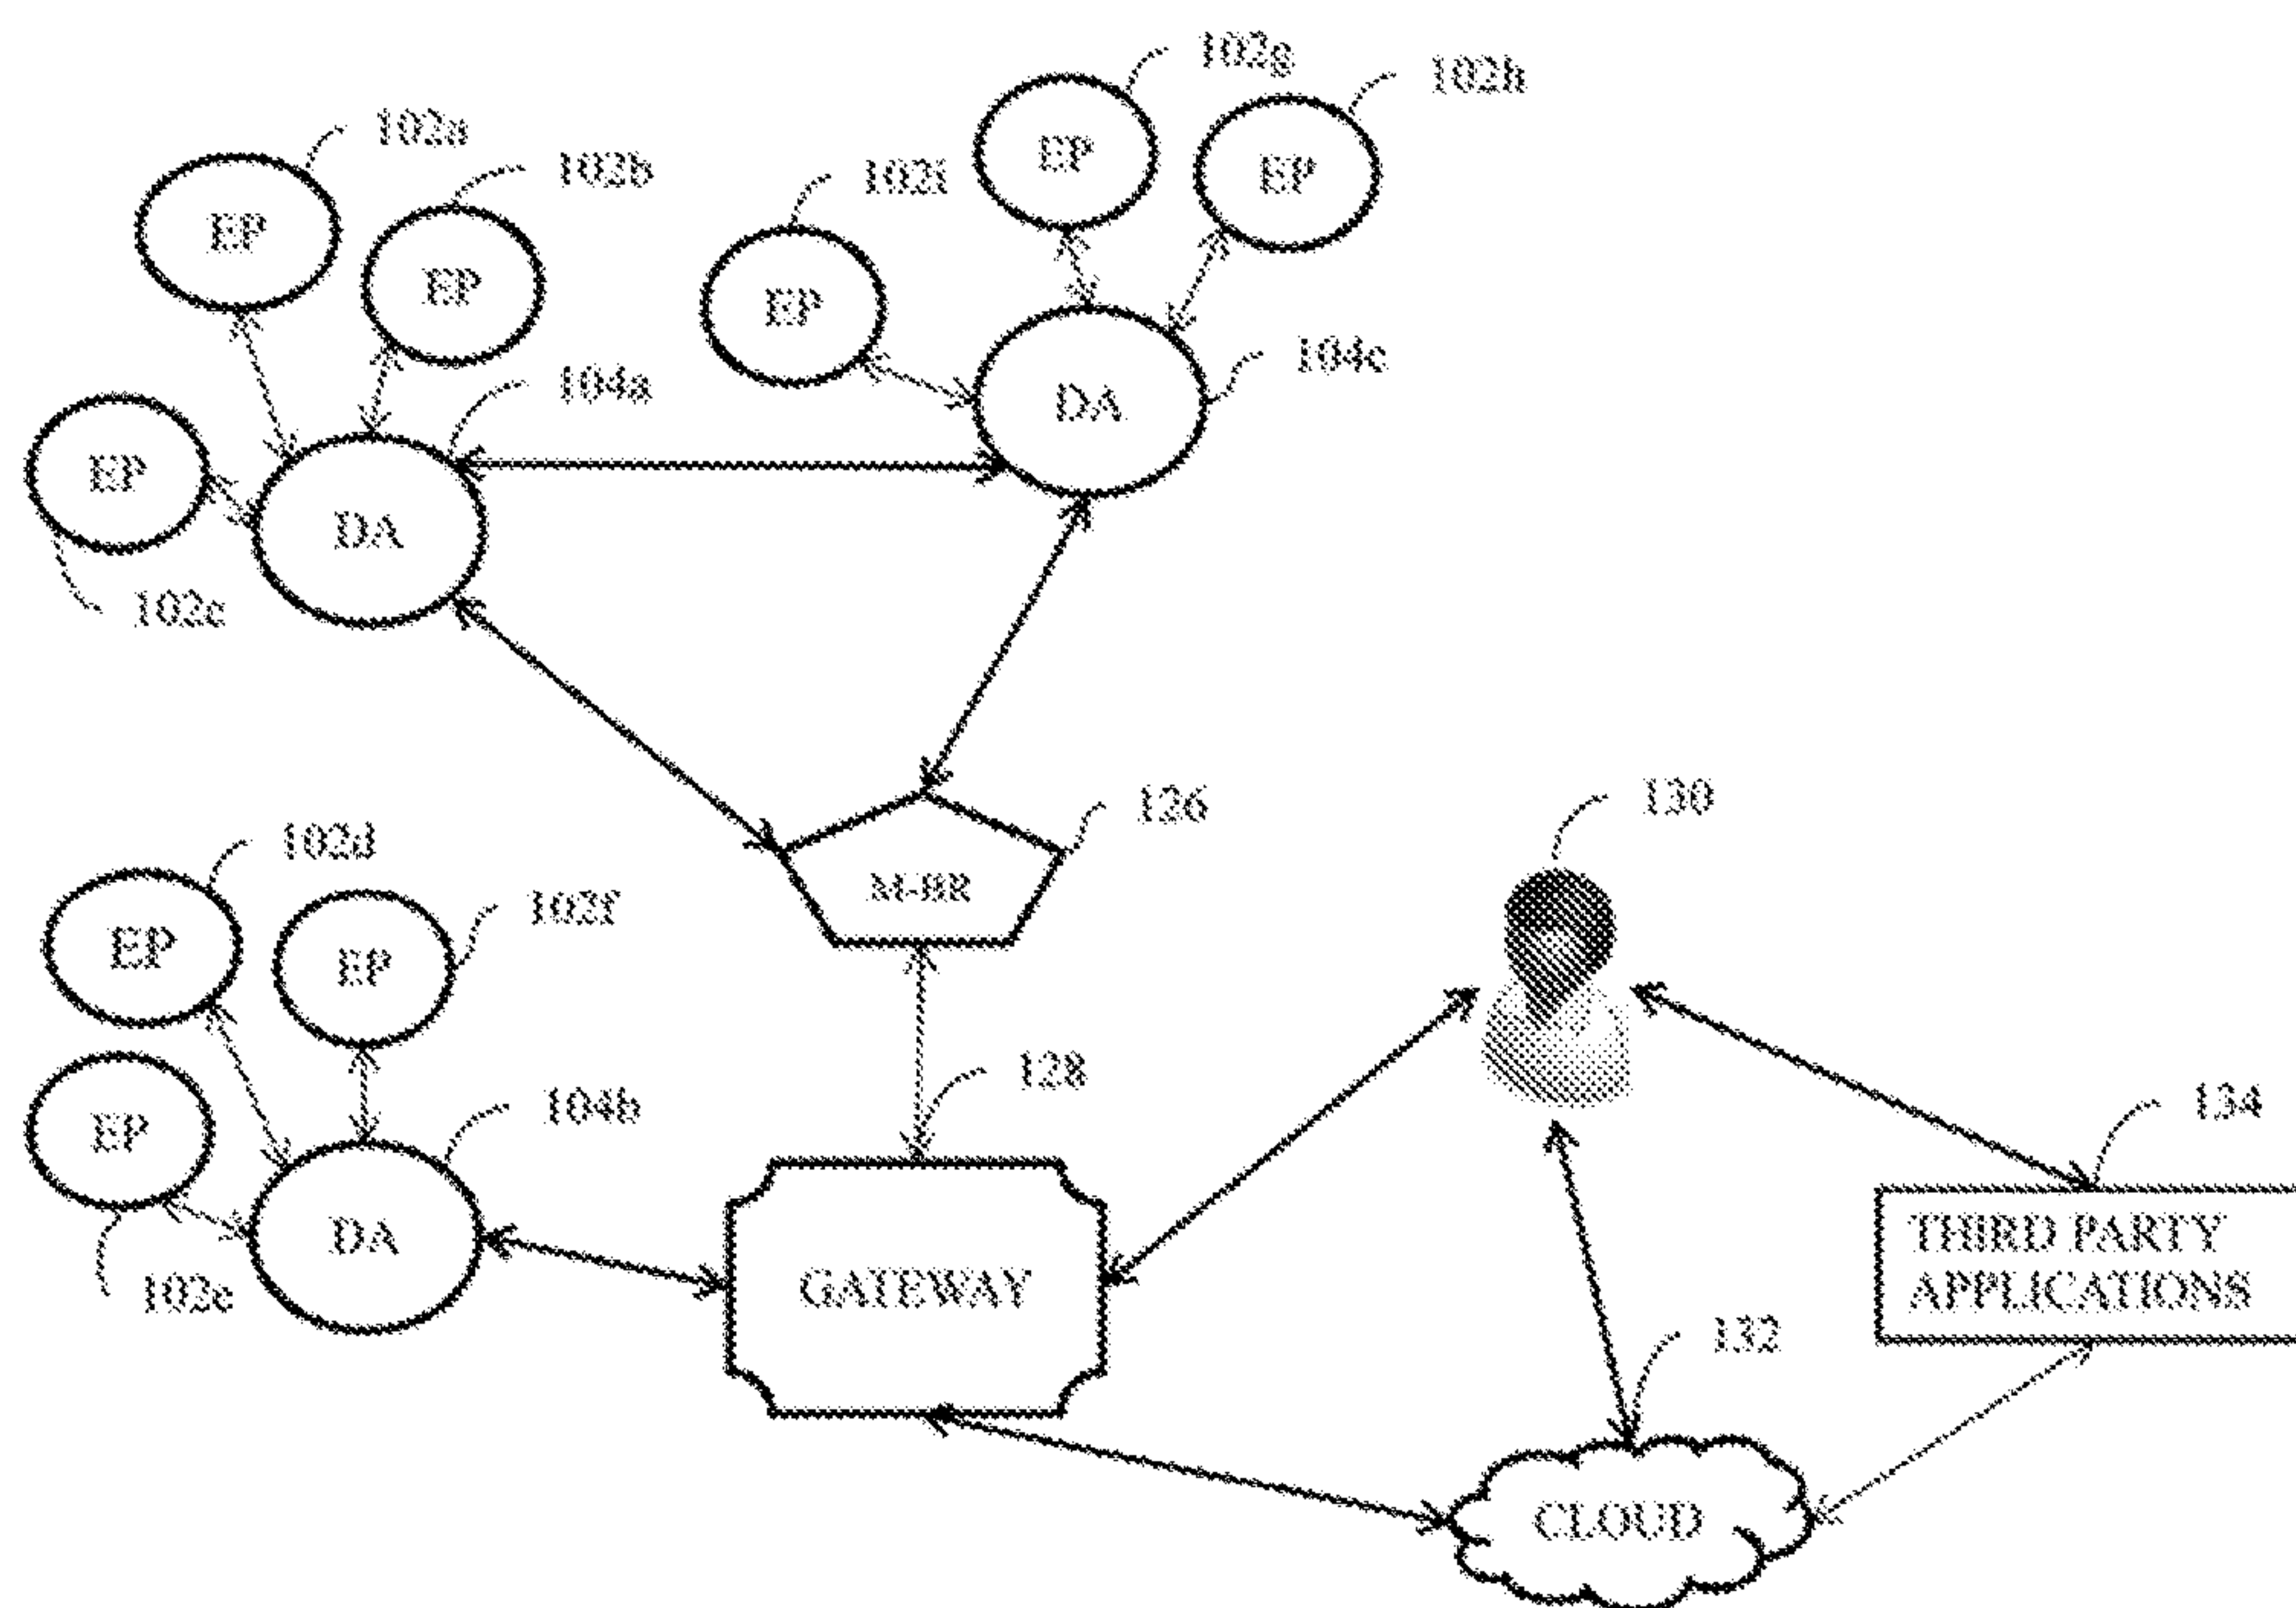 102g
102h
102a
102b
102i
EP
EP
EP
EP
EP
104a
104c
DA
EP
DA
102c
126
130
102d
M-BR
102f
EP
EP
128
104b
134
EP
DA
THIRD PARTY
APPLICATIONS
GATEWAY
102e
132
CLOUD